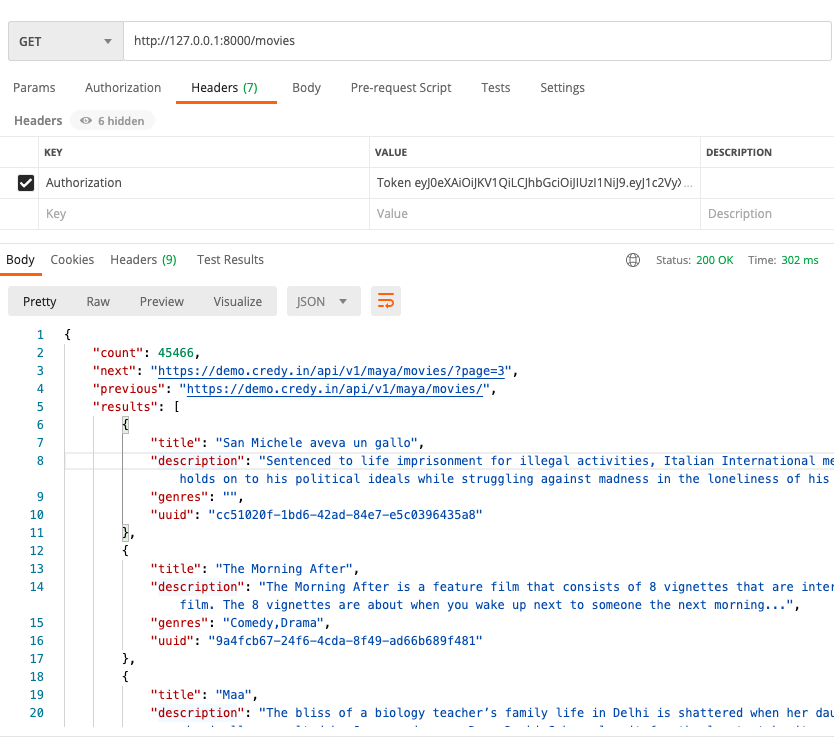 GET http://127.0.0.1:8000/movies
Params Authorization Headers (7) Body Pre-request Script Tests Settings
Headers 6 hidden
KEY VALUE DESCRIPTION
Authorization Token eyJ0eXAiOiJKV1QiLCJhbGciOiJIUzI1NiJ9.eyJ1c2VyX...
Key Value Description
Body Cookies Headers (9) Test Results Status: 200 OK Time: 302 ms
Pretty Raw Preview Visualize JSON
1 {
2 "count": 45466,
3 "next": "https://demo.credy.in/api/v1/maya/movies/?page=3",
4 "previous": "https://demo.credy.in/api/v1/maya/movies/",
5 "results": [
6 {
7 "title": "San Michele aveva un gallo",
8 "description": "Sentenced to life imprisonment for illegal activities, Italian International me
holds on to his political ideals while struggling against madness in the loneliness of his
9 "genres": "",
10 "uuid": "cc51020f-1bd6-42ad-84e7-e5c0396435a8"
11 },
12 {
13 "title": "The Morning After",
14 "description": "The Morning After is a feature film that consists of 8 vignettes that are inter
film. The 8 vignettes are about when you wake up next to someone the next morning...",
15 "genres": "Comedy,Drama",
16 "uuid": "9a4fcb67-24f6-4cda-8f49-ad66b689f481"
17 },
18 {
19 "title": "Maa",
20 "description": "The bliss of a biology teacher’s family life in Delhi is shattered when her dau